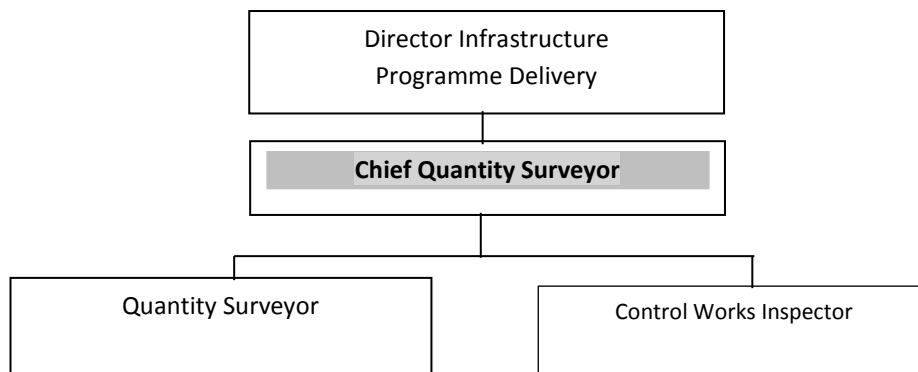 Director Infrastructure
Programme Delivery
Chief Quantity Surveyor
Quantity Surveyor
Control Works Inspector